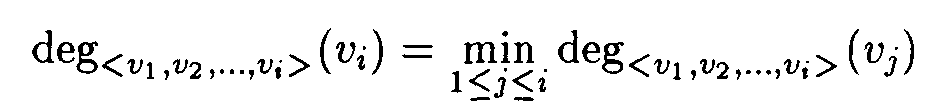 deg_{<v_1,v_2,...,v_i>}(v_i) = min_{1≤j≤i} deg_{<v_1,v_2,...,v_i>}(v_j)